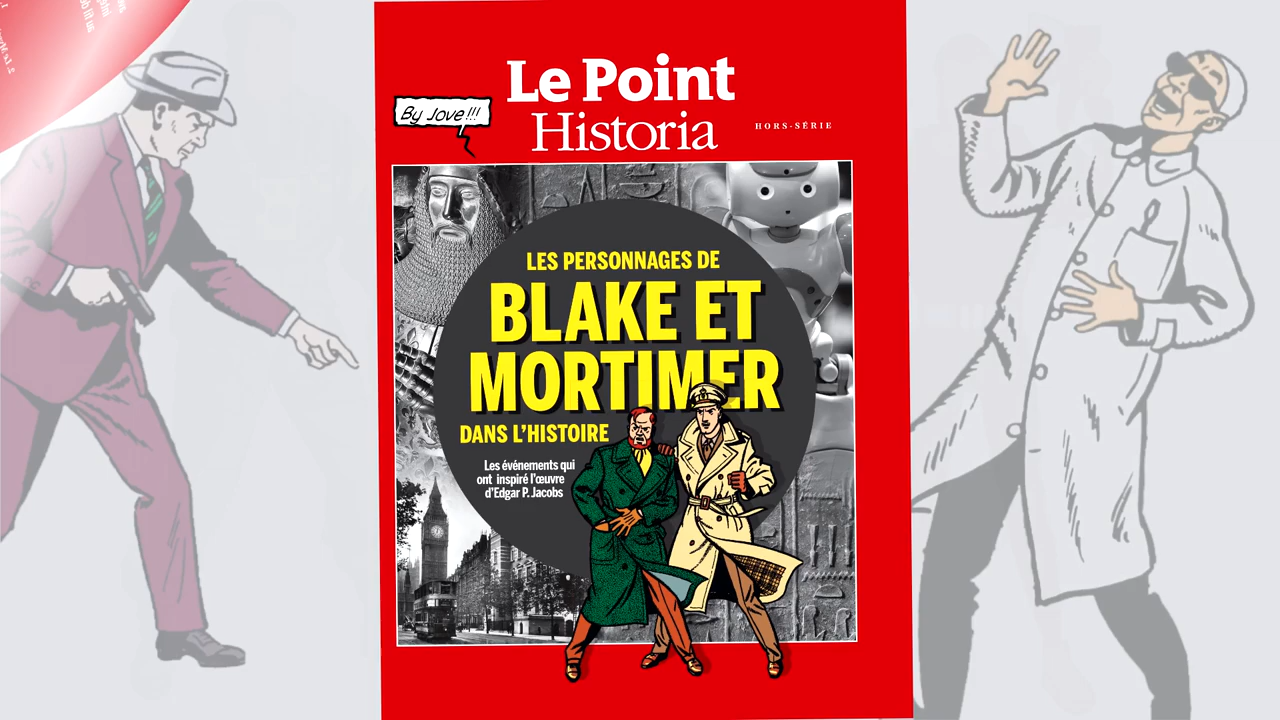 Le Point
By Jove!!!
Historia
HORS-SÉRIE
LES PERSONNAGES DE
BLAKE ET
MORTIMER
DANS L'HISTOIRE
Les événements qui
ont inspiré l'œuvre
d'Edgar P. Jacobs